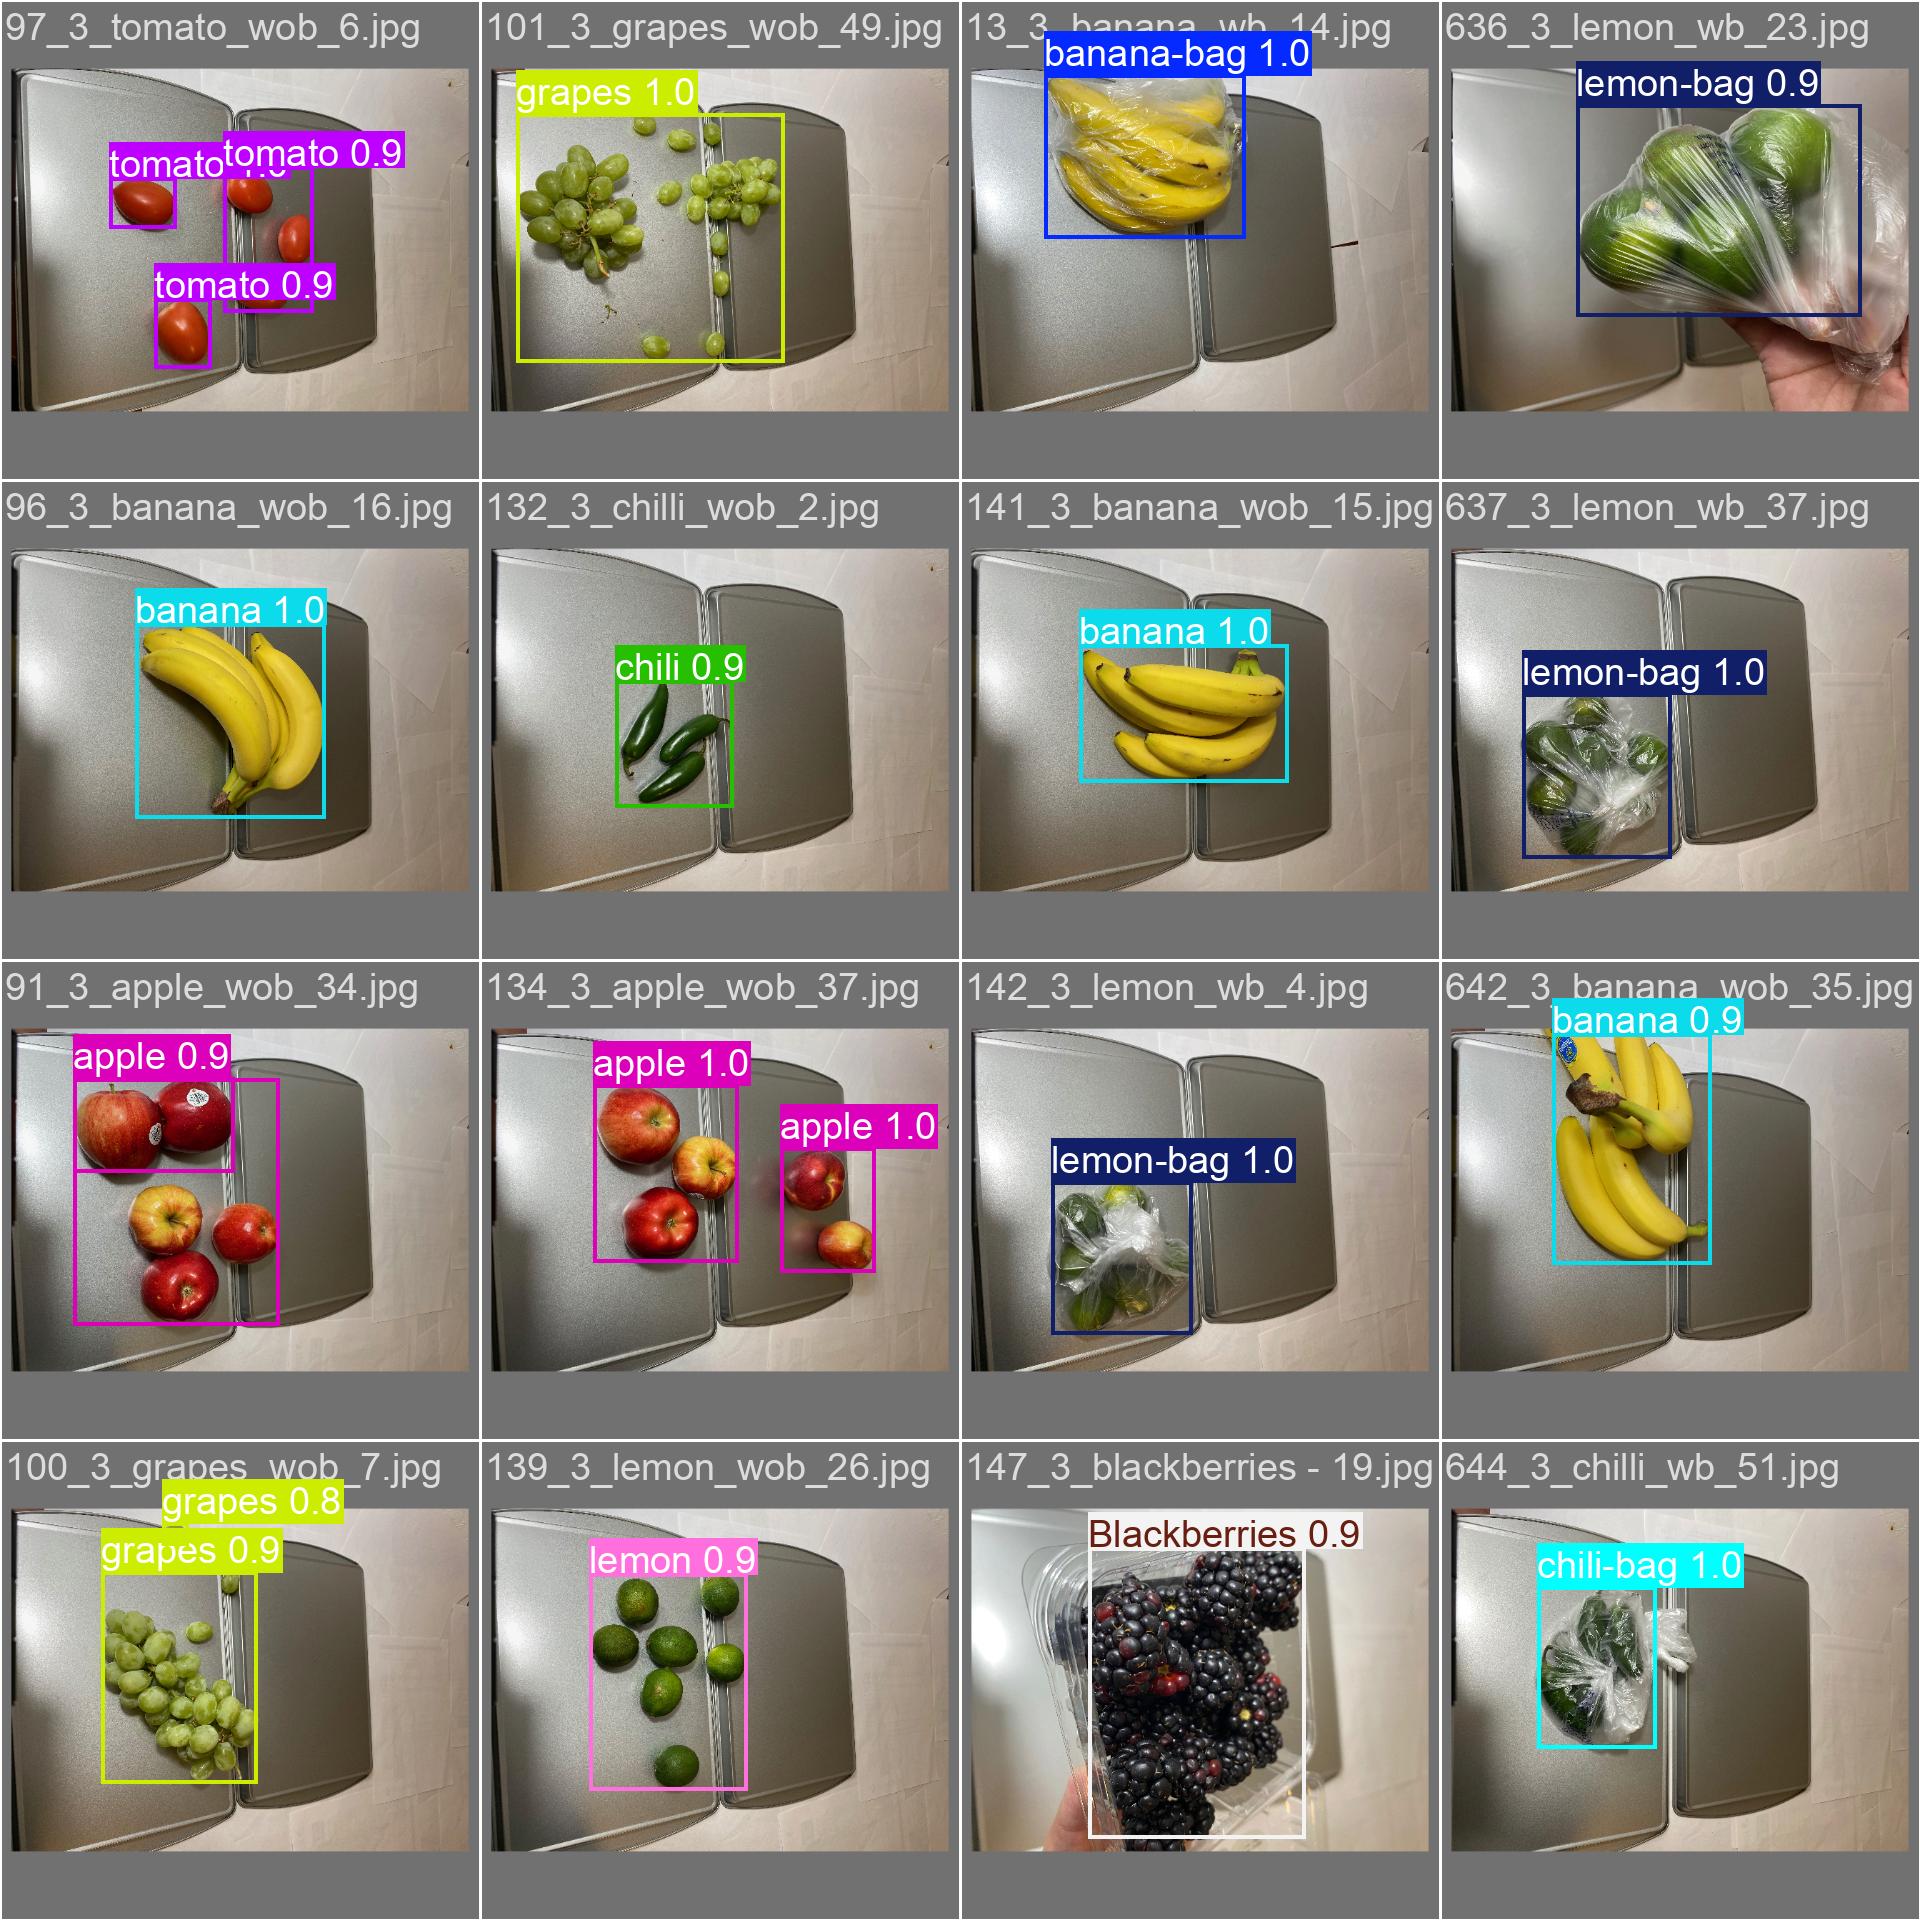 97_3_tomato_wob_6.jpg
tomato 1.0
tomato 0.9
tomato 0.9
101_3_grapes_wob_49.jpg
grapes 1.0
13_3_banana_wb_14.jpg
banana-bag 1.0
636_3_lemon_wb_23.jpg
lemon-bag 0.9
96_3_banana_wob_16.jpg
banana 1.0
132_3_chilli_wob_2.jpg
chili 0.9
141_3_banana_wob_15.jpg
banana 1.0
637_3_lemon_wb_37.jpg
lemon-bag 1.0
91_3_apple_wob_34.jpg
apple 0.9
134_3_apple_wob_37.jpg
apple 1.0
apple 1.0
142_3_lemon_wb_4.jpg
lemon-bag 1.0
642_3_banana_wob_35.jpg
banana 0.9
100_3_grapes_wob_7.jpg
grapes 0.8
grapes 0.9
139_3_lemon_wob_26.jpg
lemon 0.9
147_3_blackberries - 19.jpg
Blackberries 0.9
644_3_chilli_wb_51.jpg
chili-bag 1.0